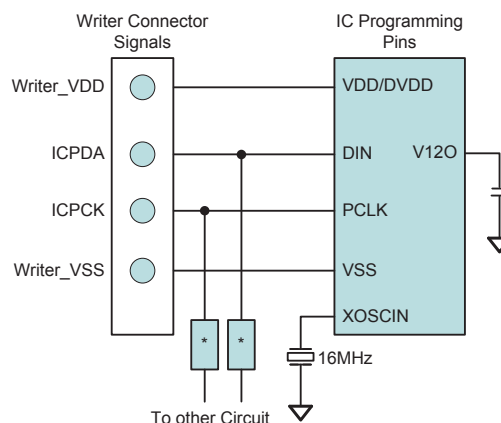 Writer Connector
Signals
IC Programming
Pins
Writer_VDD
VDD/DVDD
ICPDA
DIN
V12O
ICPCK
PCLK
Writer_VSS
VSS
XOSCIN
*
*
16MHz
To other Circuit